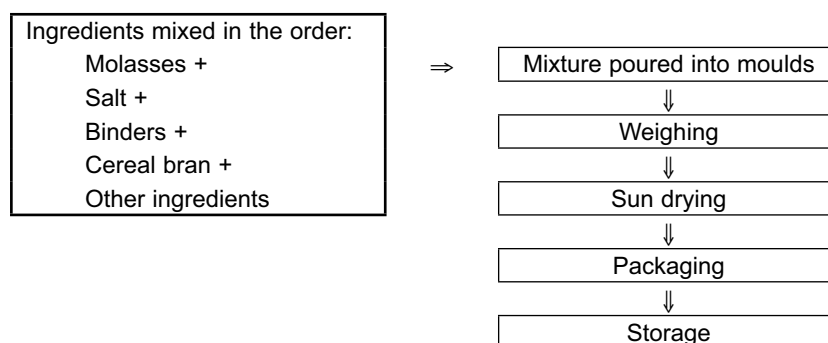 Ingredients mixed in the order:
Molasses +
Salt +
Binders +
Cereal bran +
Other ingredients
⇒
Mixture poured into moulds
⇓
Weighing
⇓
Sun drying
⇓
Packaging
⇓
Storage